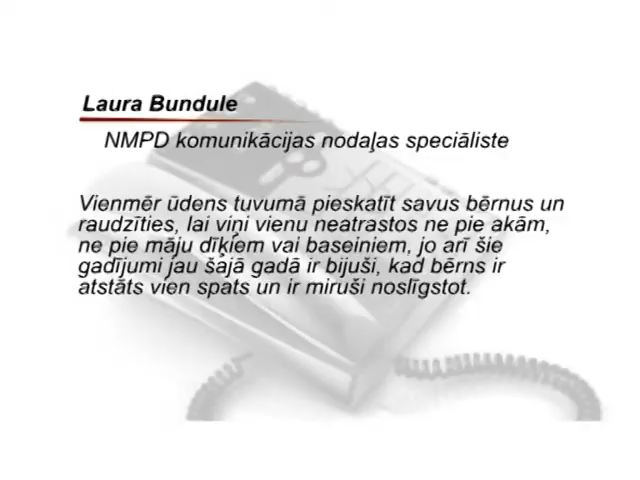 Laura Bundule
NMPD komunikācijas nodaļas speciāliste
Vienmēr ūdens tuvumā pieskatīt savus bērnus un
raudzīties, lai viņi vienu neatrastos ne pie akām,
ne pie māju dīķiem vai baseiniem, jo arī šie
gadījumi jau šajā gadā ir bijuši, kad bērns ir
atstāts vien spats un ir miruši noslīgstot.